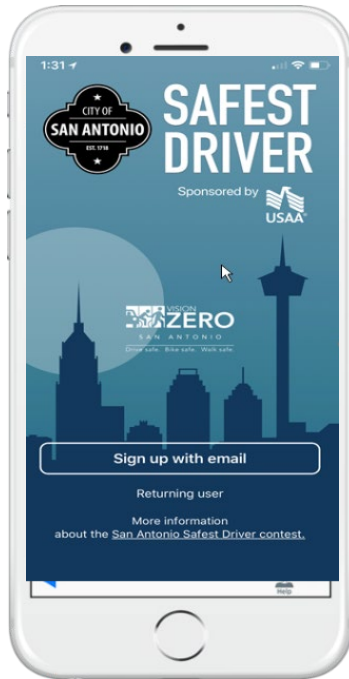 1:31
CITY OF
SAN ANTONIO
EST. 1718
SAFEST
DRIVER
Sponsored by
USAA®
VISION
ZERO
SAN ANTONIO
Drive safe. Bike safe. Walk safe.
Sign up with email
Returning user
More information
about the San Antonio Safest Driver contest.
Help